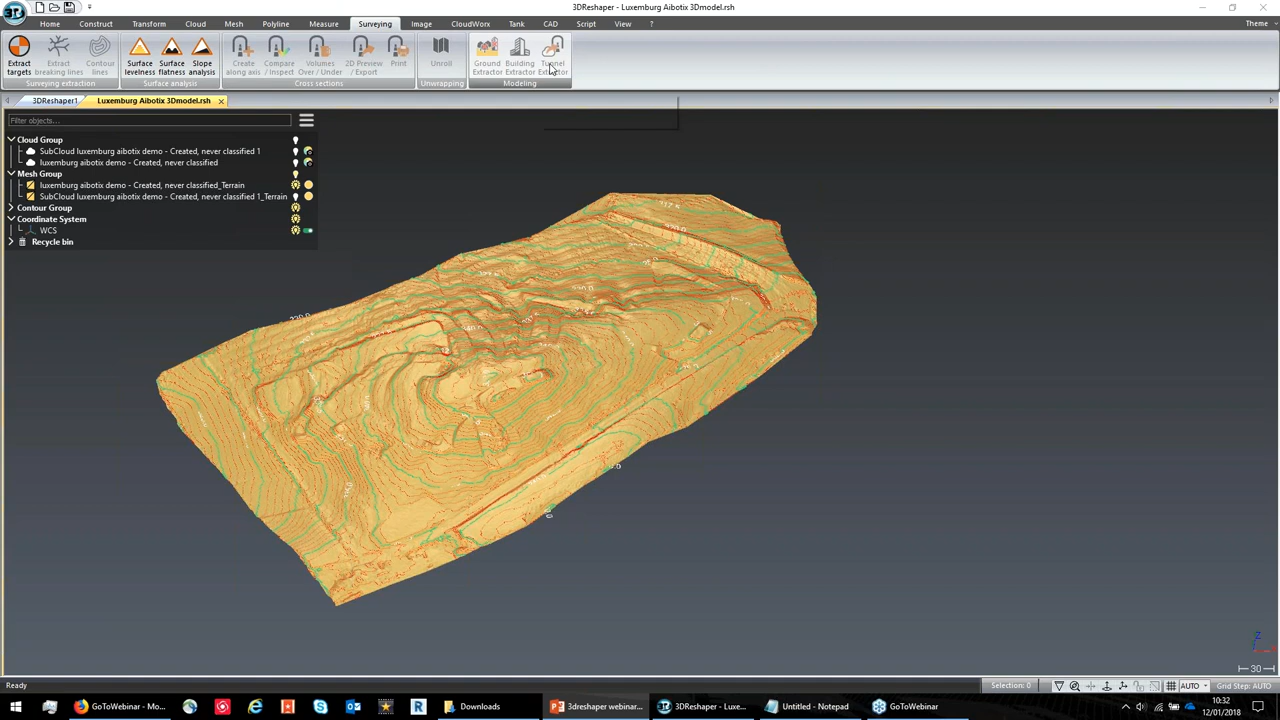 3DReshaper - Luxemburg Aibotix 3Dmodel.rsh
Home Construct Transform Cloud Mesh Polyline Measure Surveying Image CloudWorx Tank CAD Script View ? Theme
Extract targets
Extract breaking lines
Contour lines
Surface levelness
Surface flatness
Slope analysis
Create along axis
Compare / Inspect
Volumes Over / Under
2D Preview / Export
Print
Unroll
Ground Extractor
Building Extractor
Tunnel Extractor
Surveying extraction Surface analysis Cross sections Unwrapping Modeling
3DReshaper1 Luxemburg Aibotix 3Dmodel.rsh
Filter objects...
Cloud Group
SubCloud luxemburg aibotix demo - Created, never classified 1
luxemburg aibotix demo - Created, never classified
Mesh Group
luxemburg aibotix demo - Created, never classified_Terrain
SubCloud luxemburg aibotix demo - Created, never classified 1_Terrain
Contour Group
Coordinate System
WCS
Recycle bin
Z
30
Ready Selection: 0 AUTO Grid Step: AUTO
GoToWebinar - Mo... Downloads 3dreshaper webinar... 3DReshaper - Luxe... Untitled - Notepad GoToWebinar
10:32
12/01/2018